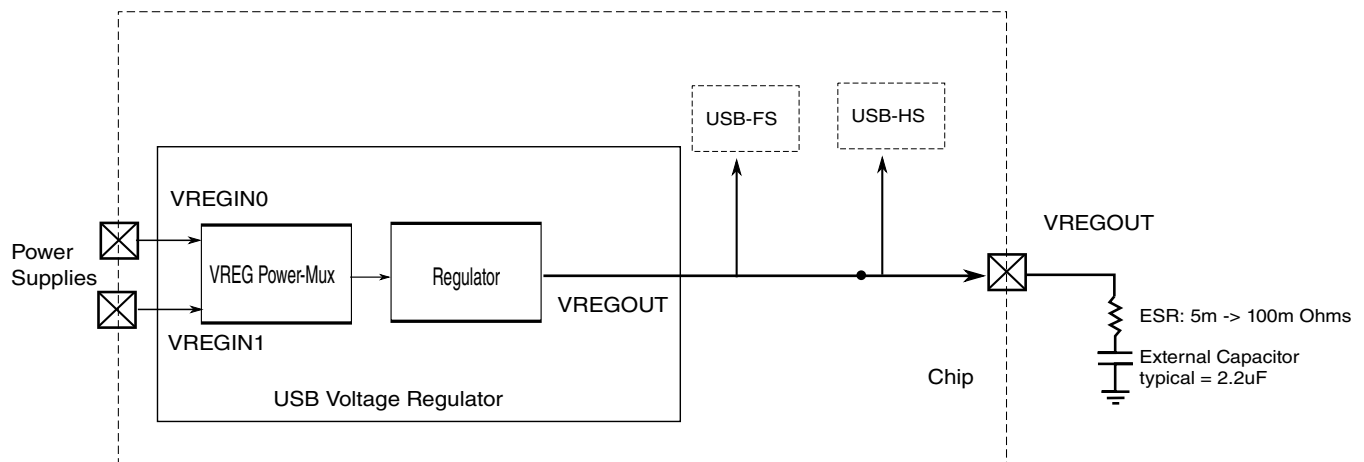 USB-FS
USB-HS
VREGIN0
VREGOUT
Power
Supplies
VREG Power-Mux
Regulator
VREGOUT
VREGIN1
ESR: 5m -> 100m Ohms
External Capacitor
typical = 2.2uF
Chip
USB Voltage Regulator